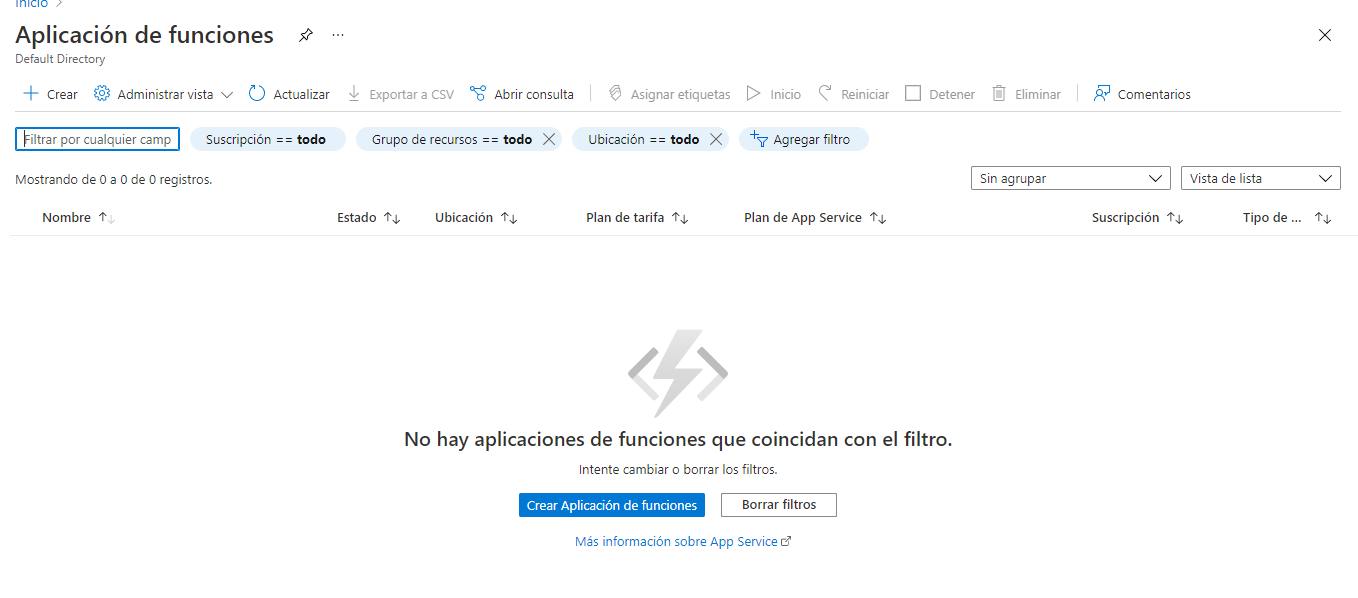 Inicio >
Aplicación de funciones ...
Default Directory
Crear Administrar vista Actualizar Exportar a CSV Abrir consulta Asignar etiquetas Inicio Reiniciar Detener Eliminar Comentarios
Filtrar por cualquier camp Suscripción == todo Grupo de recursos == todo Ubicación == todo Agregar filtro
Mostrando de 0 a 0 de 0 registros. Sin agrupar Vista de lista
Nombre Estado Ubicación Plan de tarifa Plan de App Service Suscripción Tipo de ...
No hay aplicaciones de funciones que coincidan con el filtro.
Intente cambiar o borrar los filtros.
Crear Aplicación de funciones Borrar filtros
Más información sobre App Service